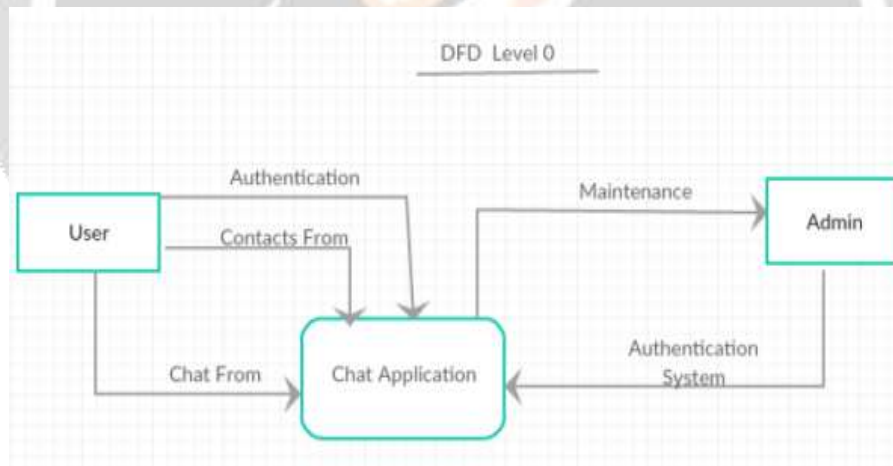 DFD Level 0
Authentication
Maintenance
User
Contacts From
Admin
Chat From
Chat Application
Authentication
System